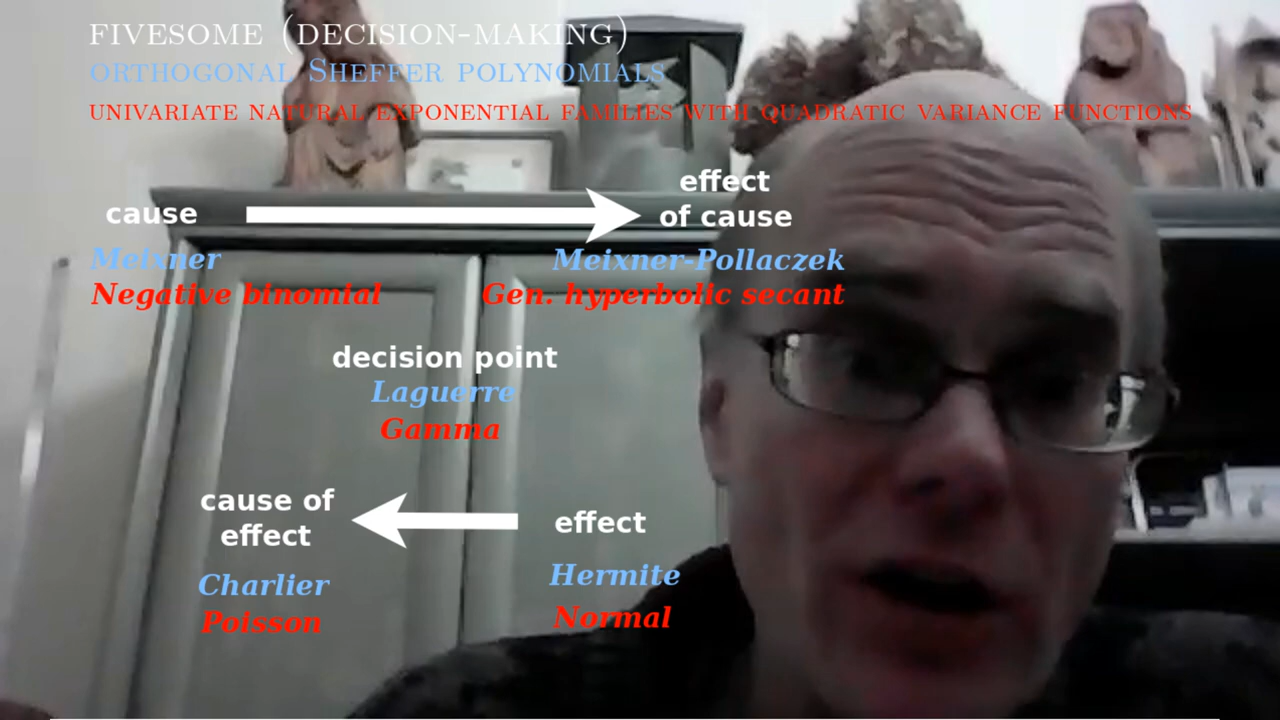 FIVESOME (DECISION-MAKING)
ORTHOGONAL SHEFFER POLYNOMIALS
UNIVARIATE NATURAL EXPONENTIAL FAMILIES WITH QUADRATIC VARIANCE FUNCTIONS
cause
effect
of cause
Meixner
Meixner-Pollaczek
Negative binomial
Gen. hyperbolic secant
decision point
Laguerre
Gamma
cause of
effect
effect
Charlier
Hermite
Poisson
Normal